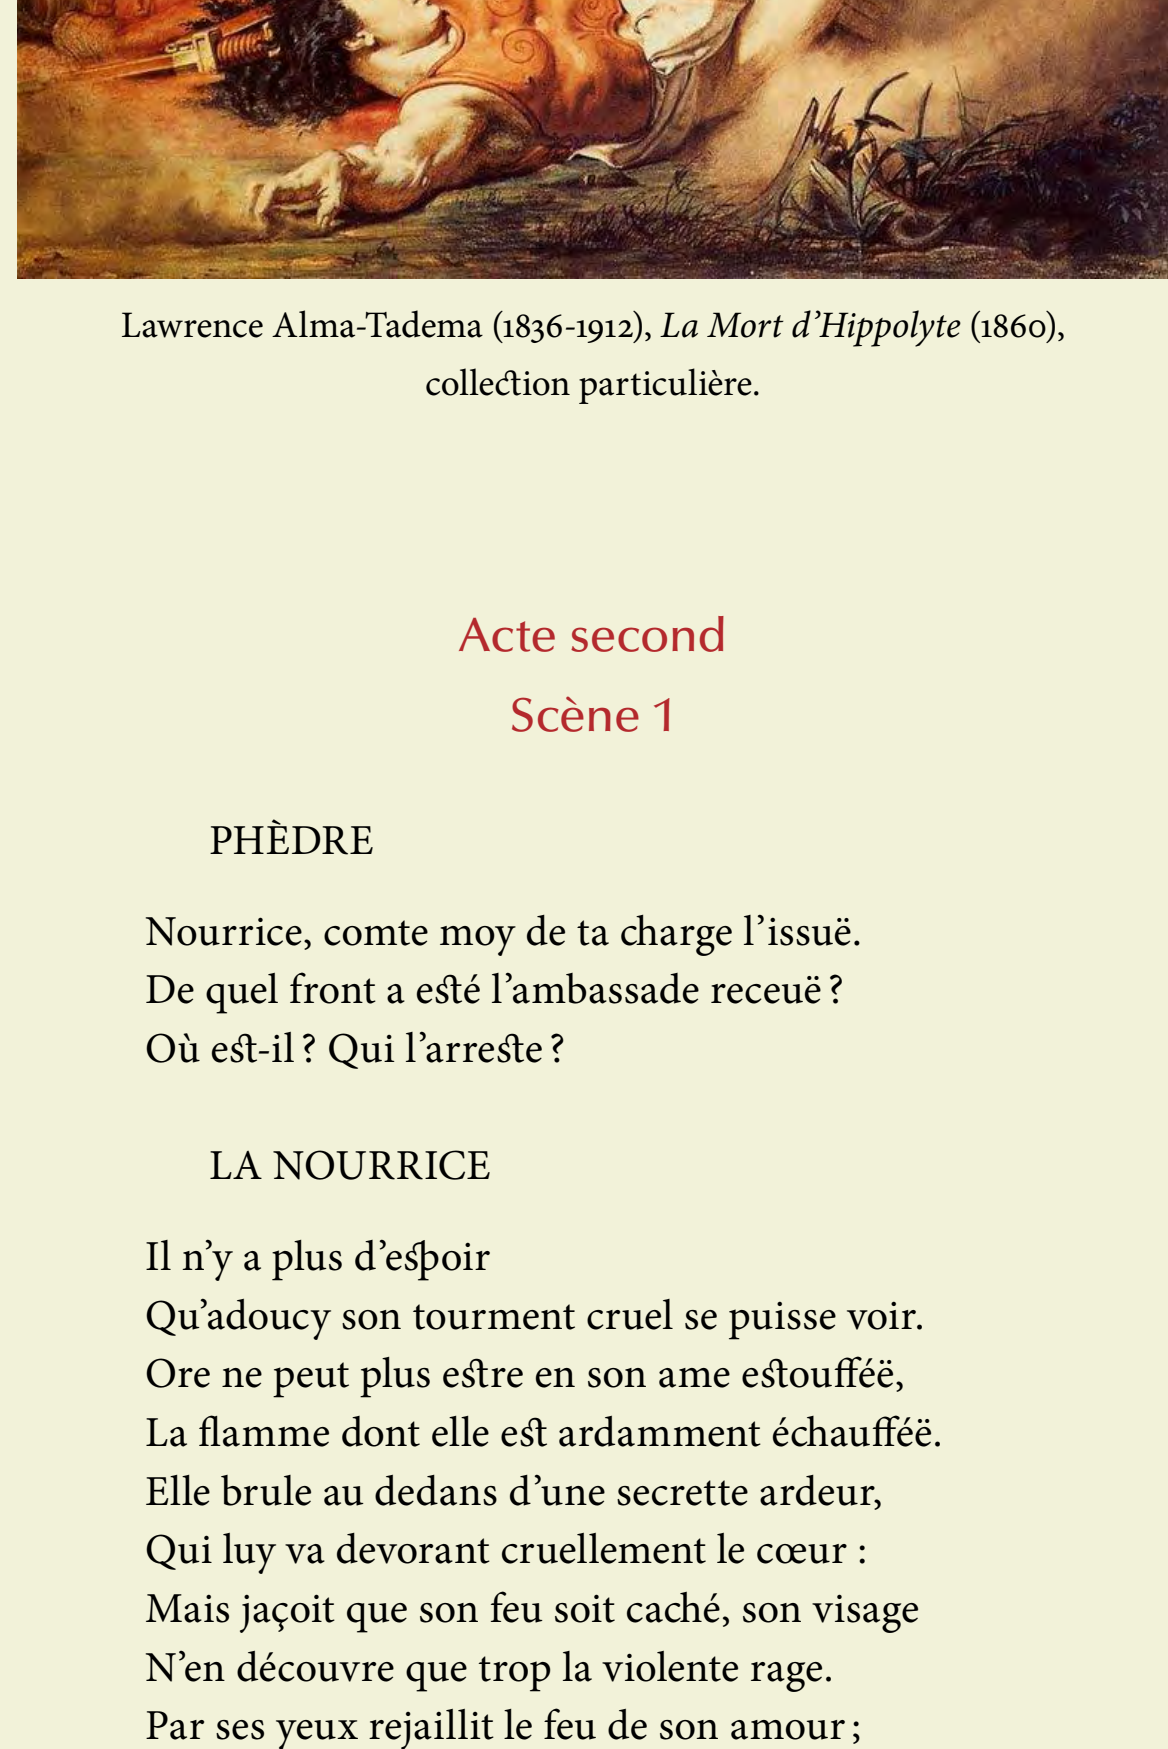 Lawrence Alma-Tadema (1836-1912), La Mort d’Hippolyte (1860),
collection particulière.
Acte second
Scène 1
PHÈDRE
Nourrice, comte moy de ta charge l’issuë.
De quel front a esté l’ambassade receuë ?
Où est-il ? Qui l’arreste ?
LA NOURRICE
Il n’y a plus d’espoir
Qu’adoucy son tourment cruel se puisse voir.
Ore ne peut plus estre en son ame estoufféë,
La flamme dont elle est ardamment échaufféë.
Elle brule au dedans d’une secrette ardeur,
Qui luy va devorant cruellement le cœur :
Mais jaçoit que son feu soit caché, son visage
N’en découvre que trop la violente rage.
Par ses yeux rejaillit le feu de son amour ;